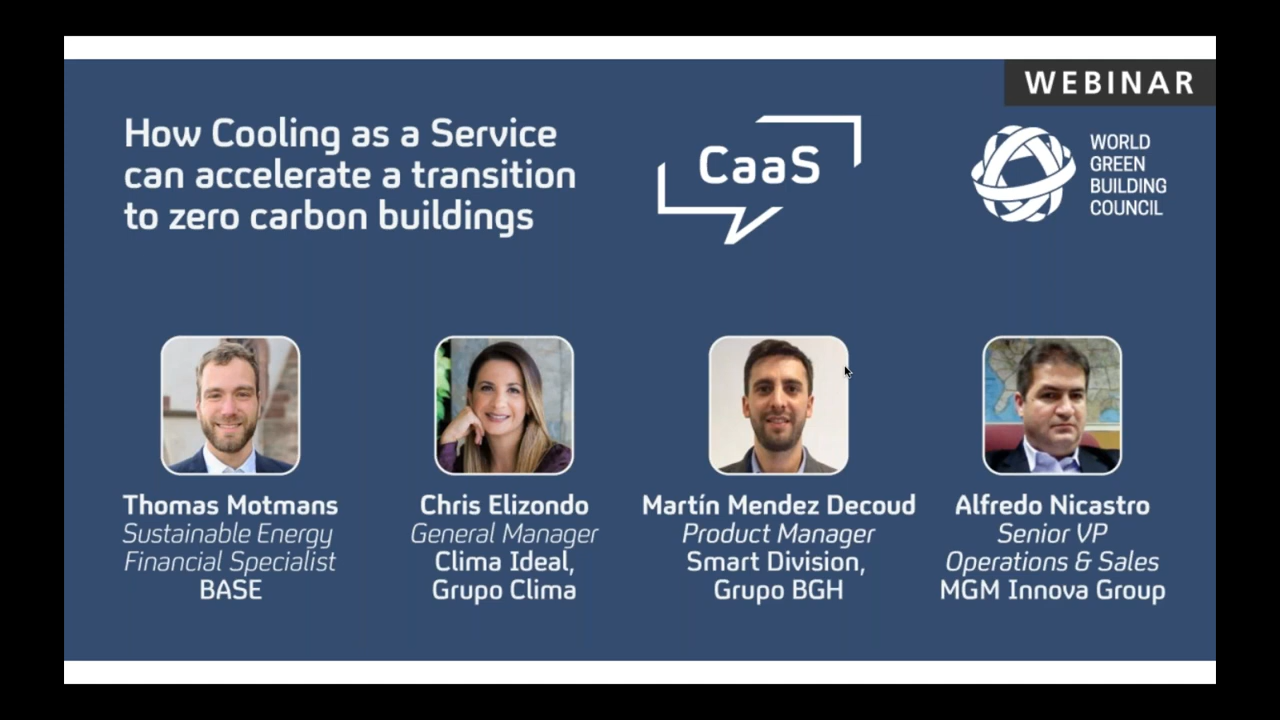 WEBINAR
How Cooling as a Service
can accelerate a transition
to zero carbon buildings
CaaS
WORLD
GREEN
BUILDING
COUNCIL
Thomas Motmans
Sustainable Energy
Financial Specialist
BASE
Chris Elizondo
General Manager
Clima Ideal,
Grupo Clima
Martín Mendez Decoud
Product Manager
Smart Division,
Grupo BGH
Alfredo Nicastro
Senior VP
Operations & Sales
MGM Innova Group